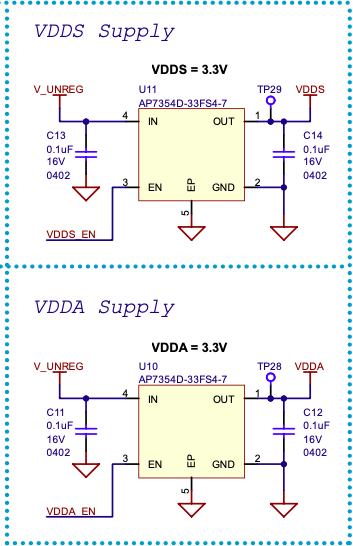 VDDS Supply
VDDS = 3.3V
V_UNREG
U11
AP7354D-33FS4-7
TP29
VDDS
4
IN
OUT
1
C13
0.1uF
16V
0402
C14
0.1uF
16V
0402
3
EN
EP
GND
2
5
VDDS_EN
VDDA Supply
VDDA = 3.3V
V_UNREG
U10
AP7354D-33FS4-7
TP28
VDDA
4
IN
OUT
1
C11
0.1uF
16V
0402
C12
0.1uF
16V
0402
3
EN
EP
GND
2
5
VDDA_EN